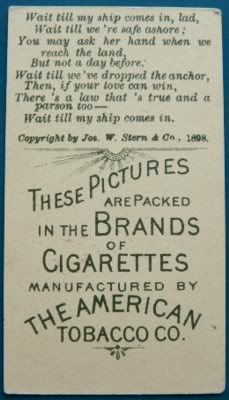 Wait till my ship comes in, lad,
Wait till we're safe ashore;
You may ask her hand when we
reach the land,
But not a day before.
Wait till we've dropped the anchor,
Then, if your love can win,
There 's a law that 's true and a
parson too—
Wait till my ship comes in.
Copyright by Jos. W. Stern & Co., 1898.
THESE PICTURES
ARE PACKED
IN THE BRANDS
OF
CIGARETTES
MANUFACTURED BY
THE AMERICAN
TOBACCO CO.